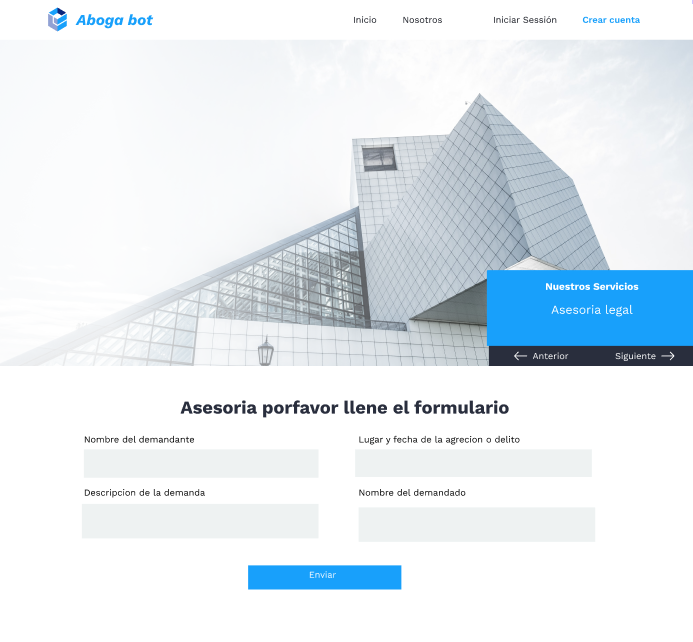 Aboga bot
Inicio Nosotros Iniciar Sessión Crear cuenta
Nuestros Servicios
Asesoria legal
Anterior Siguiente
Asesoria porfavor llene el formulario
Nombre del demandante Lugar y fecha de la agrecion o delito
Descripcion de la demanda Nombre del demandado
Enviar